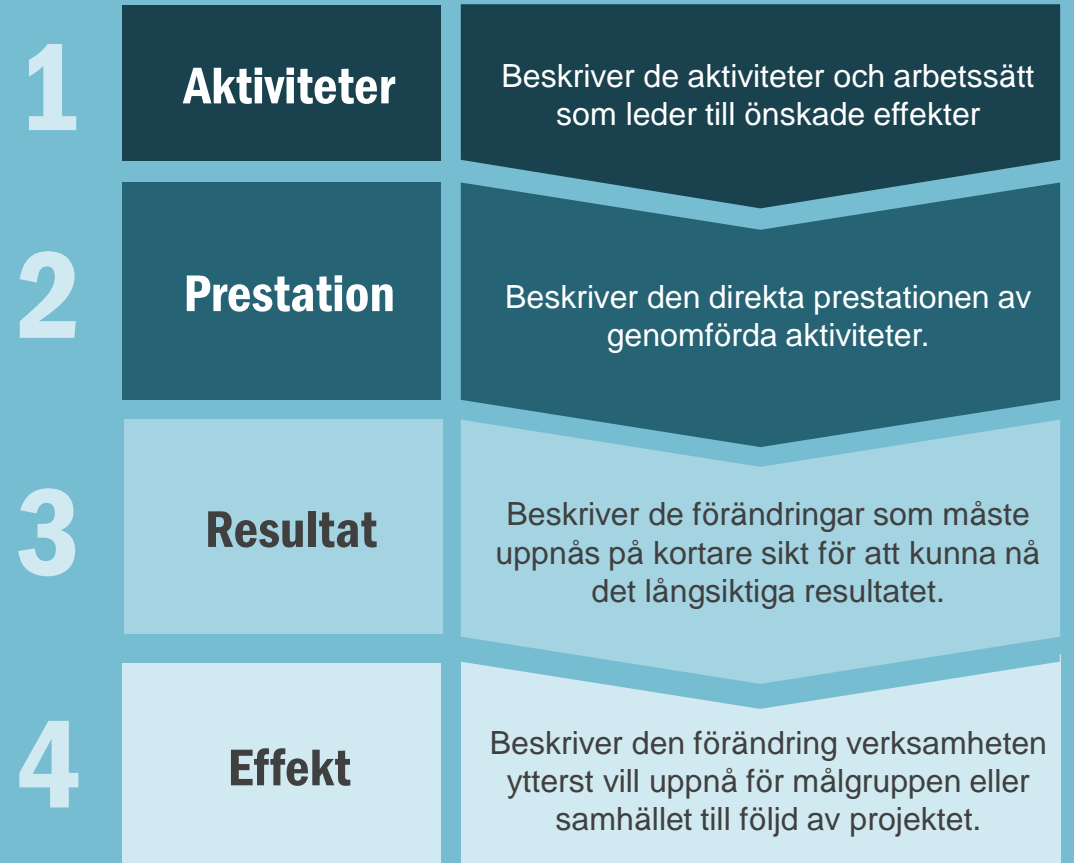 1
Aktiviteter
Beskriver de aktiviteter och arbetssätt
som leder till önskade effekter
2
Prestation
Beskriver den direkta prestationen av
genomförda aktiviteter.
3
Resultat
Beskriver de förändringar som måste
uppnås på kortare sikt för att kunna nå
det långsiktiga resultatet.
4
Effekt
Beskriver den förändring verksamheten
ytterst vill uppnå för målgruppen eller
samhället till följd av projektet.